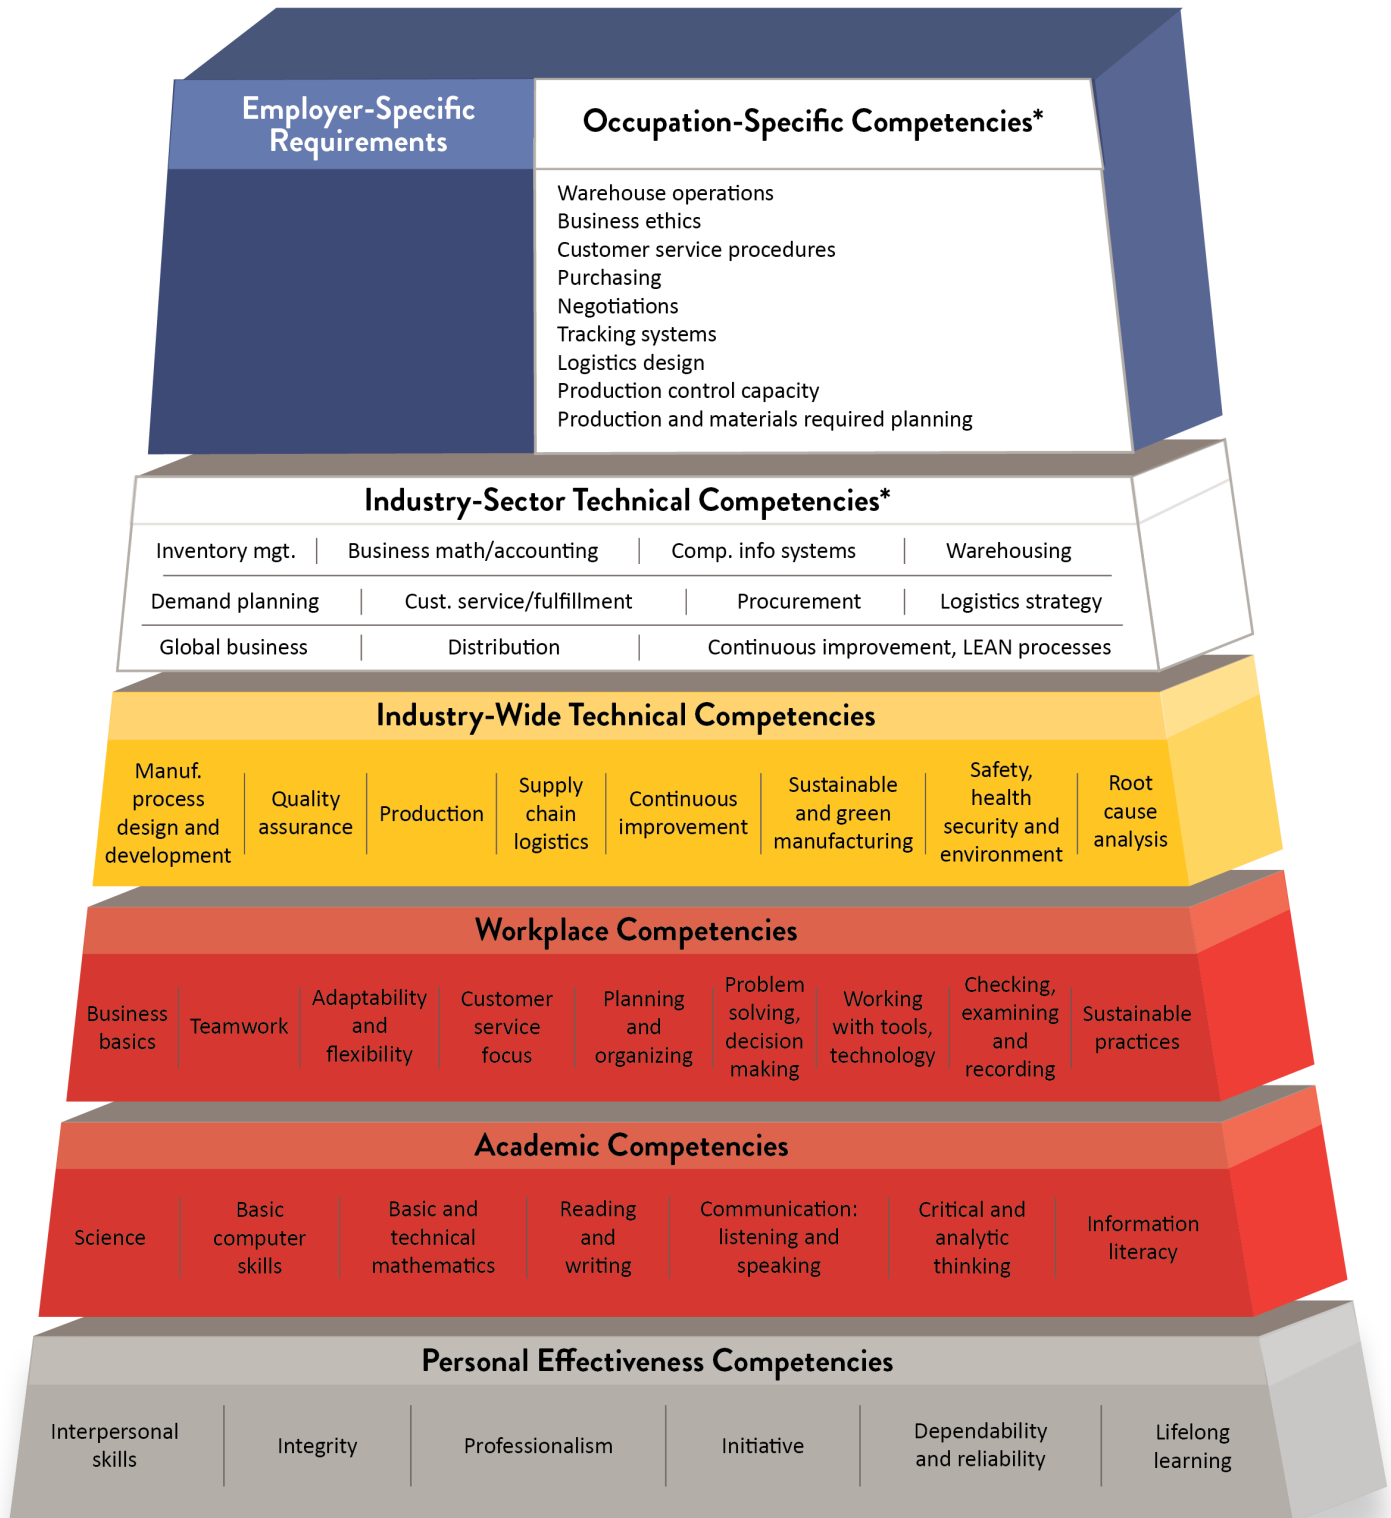 Employer-Specific
Requirements
Occupation-Specific Competencies*
Warehouse operations
Business ethics
Customer service procedures
Purchasing
Negotiations
Tracking systems
Logistics design
Production control capacity
Production and materials required planning
Industry-Sector Technical Competencies*
Inventory mgt.
Business math/accounting
Comp. info systems
Warehousing
Demand planning
Cust. service/fulfillment
Procurement
Logistics strategy
Global business
Distribution
Continuous improvement, LEAN processes
Industry-Wide Technical Competencies
Manuf.
process
design and
development
Quality
assurance
Production
Supply
chain
logistics
Continuous
improvement
Sustainable
and green
manufacturing
Safety,
health
security and
environment
Root
cause
analysis
Workplace Competencies
Business
basics
Teamwork
Adaptability
and
flexibility
Customer
service
focus
Planning
and
organizing
Problem
solving,
decision
making
Working
with tools,
technology
Checking,
examining
and
recording
Sustainable
practices
Academic Competencies
Science
Basic
computer
skills
Basic and
technical
mathematics
Reading
and
writing
Communication:
listening and
speaking
Critical and
analytic
thinking
Information
literacy
Personal Effectiveness Competencies
Interpersonal
skills
Integrity
Professionalism
Initiative
Dependability
and reliability
Lifelong
learning